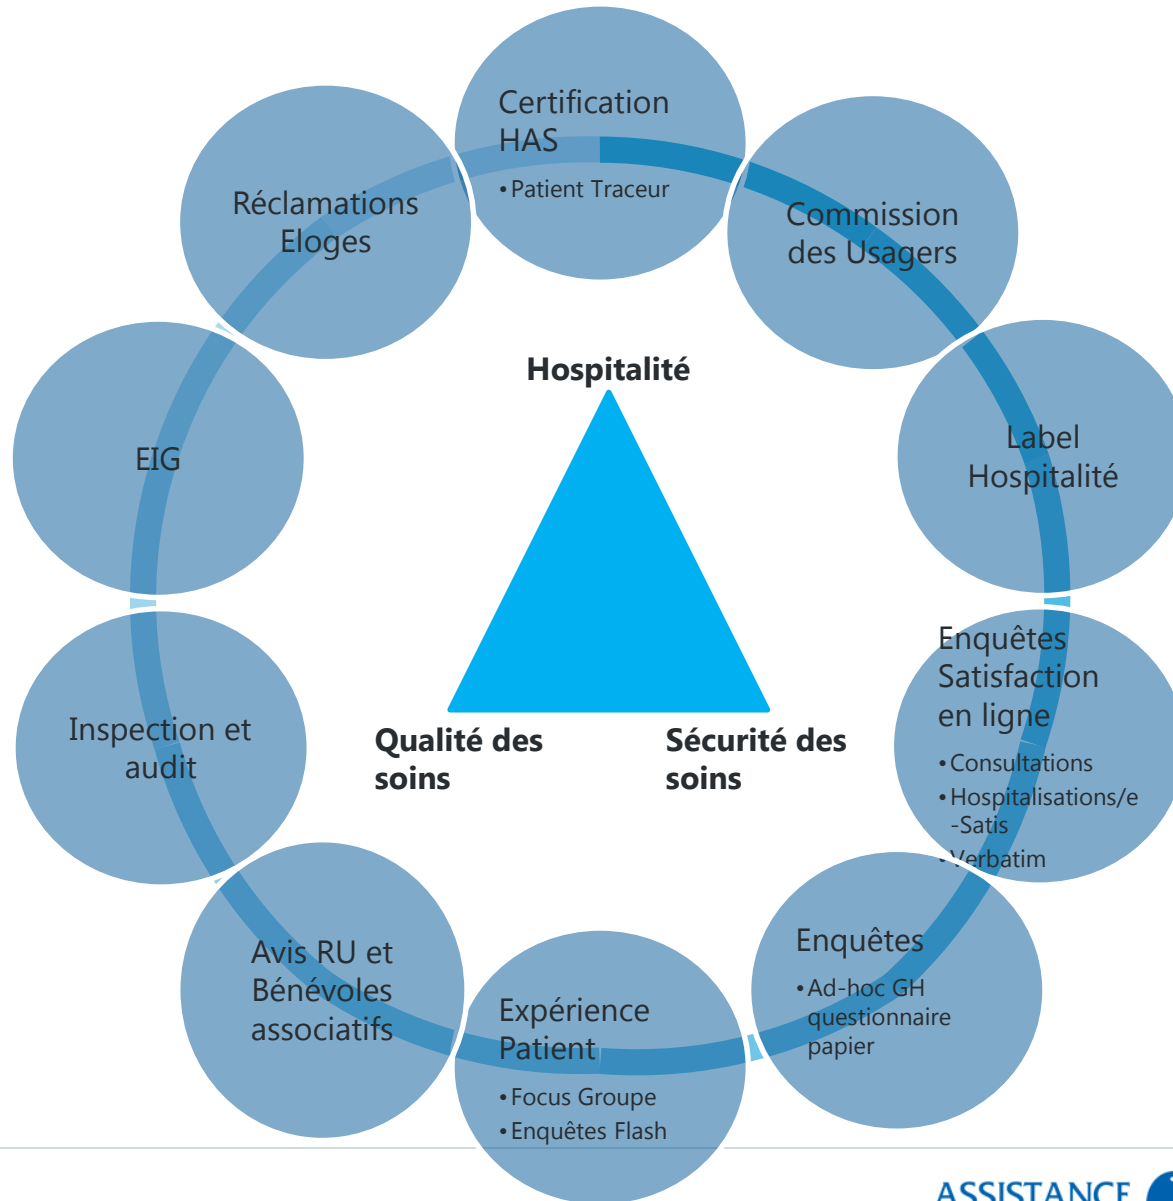 Certification
HAS
• Patient Traceur
Commission
des Usagers
Label
Hospitalité
Enquêtes
Satisfaction
en ligne
• Consultations
• Hospitalisations/e
-Satis
• Verbatim
Enquêtes
• Ad-hoc GH
questionnaire
papier
Expérience
Patient
• Focus Groupe
• Enquêtes Flash
Avis RU et
Bénévoles
associatifs
Inspection et
audit
EIG
Réclamations
Eloges
Hospitalité
Qualité des
soins
Sécurité des
soins
ASSISTANCE